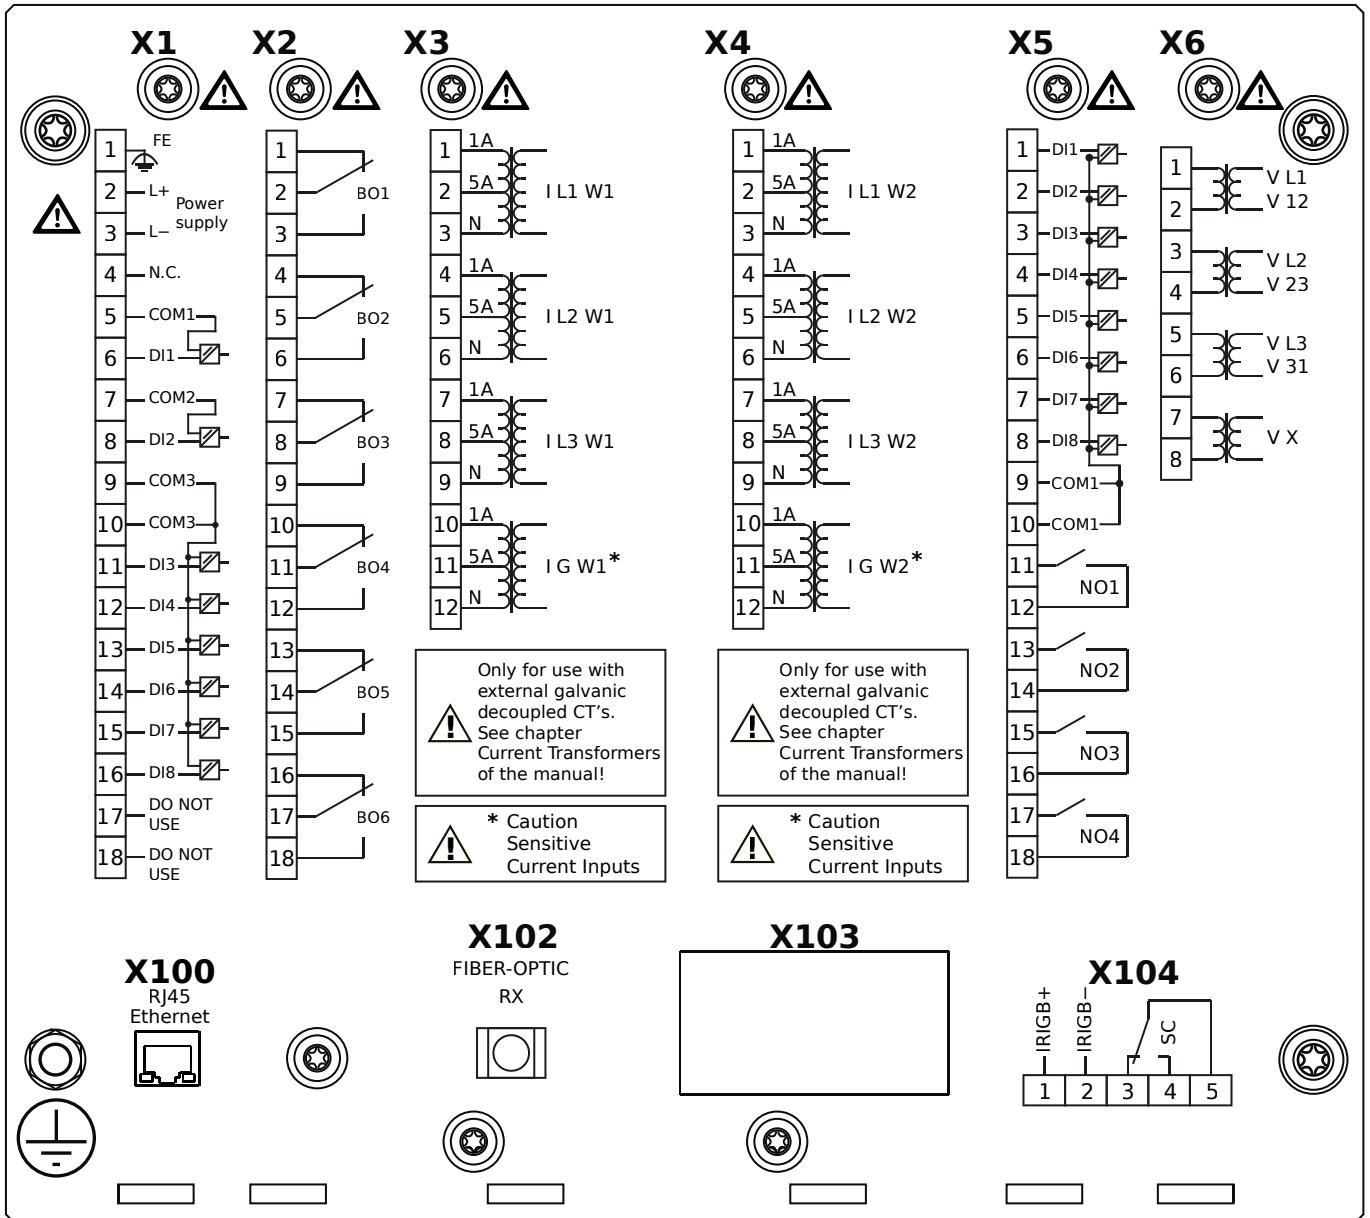 X1
X2
X3
X4
X5
X6
1 FE
2 L+
Power
supply
3 L−
4 N.C.
5 COM1
6 DI1
7 COM2
8 DI2
9 COM3
10 COM3
11 DI3
12 DI4
13 DI5
14 DI6
15 DI7
16 DI8
17 DO NOT
USE
18 DO NOT
USE
1
2 BO1
3
4
5 BO2
6
7
8 BO3
9
10
11 BO4
12
13
14 BO5
15
16
17 BO6
18
1 1A
2 5A I L1 W1
3 N
4 1A
5 5A I L2 W1
6 N
7 1A
8 5A I L3 W1
9 N
10 1A
11 5A I G W1*
12 N
Only for use with
external galvanic
decoupled CT's.
See chapter
Current Transformers
of the manual!
* Caution
Sensitive
Current Inputs
1 1A
2 5A I L1 W2
3 N
4 1A
5 5A I L2 W2
6 N
7 1A
8 5A I L3 W2
9 N
10 1A
11 5A I G W2*
12 N
Only for use with
external galvanic
decoupled CT's.
See chapter
Current Transformers
of the manual!
* Caution
Sensitive
Current Inputs
1 DI1
2 DI2
3 DI3
4 DI4
5 DI5
6 DI6
7 DI7
8 DI8
9 COM1
10 COM1
11
NO1
12
13
NO2
14
15
NO3
16
17
NO4
18
1 V L1
2 V 12
3 V L2
4 V 23
5 V L3
6 V 31
7
V X
8
X100
RJ45
Ethernet
X102
FIBER-OPTIC
RX
X103
X104
IRIGB+
IRIGB−
SC
1 2 3 4 5